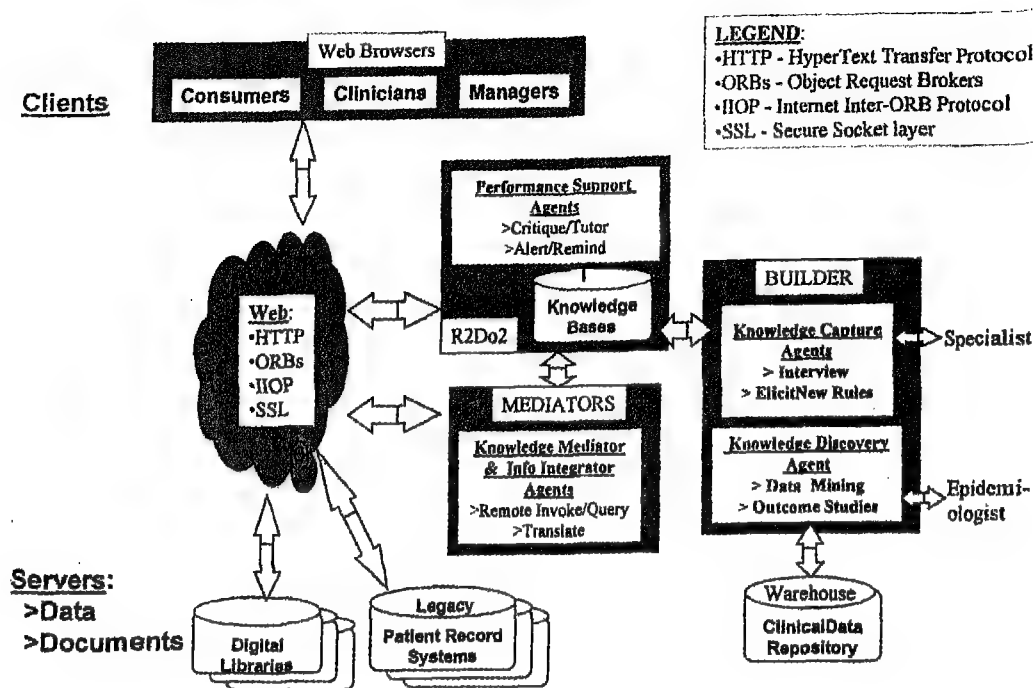 Web Browsers
Consumers
Clinicians
Managers
Clients
LEGEND:
•HTTP - HyperText Transfer Protocol
•ORBs - Object Request Brokers
•IIOP - Internet Inter-ORB Protocol
•SSL - Secure Socket layer
Performance Support
Agents
>Critique/Tutor
>Alert/Remind
Knowledge
Bases
R2Do2
Web:
•HTTP
•ORBs
•IIOP
•SSL
MEDIATORS
Knowledge Mediator
& Info Integrator
Agents
>Remote Invoke/Query
>Translate
BUILDER
Knowledge Capture
Agents
> Interview
> ElicitNew Rules
Knowledge Discovery
Agent
> Data Mining
> Outcome Studies
Specialist
Epidemi-
ologist
Servers:
>Data
>Documents
Digital
Libraries
Legacy
Patient Record
Systems
Warehouse
ClinicalData
Repository